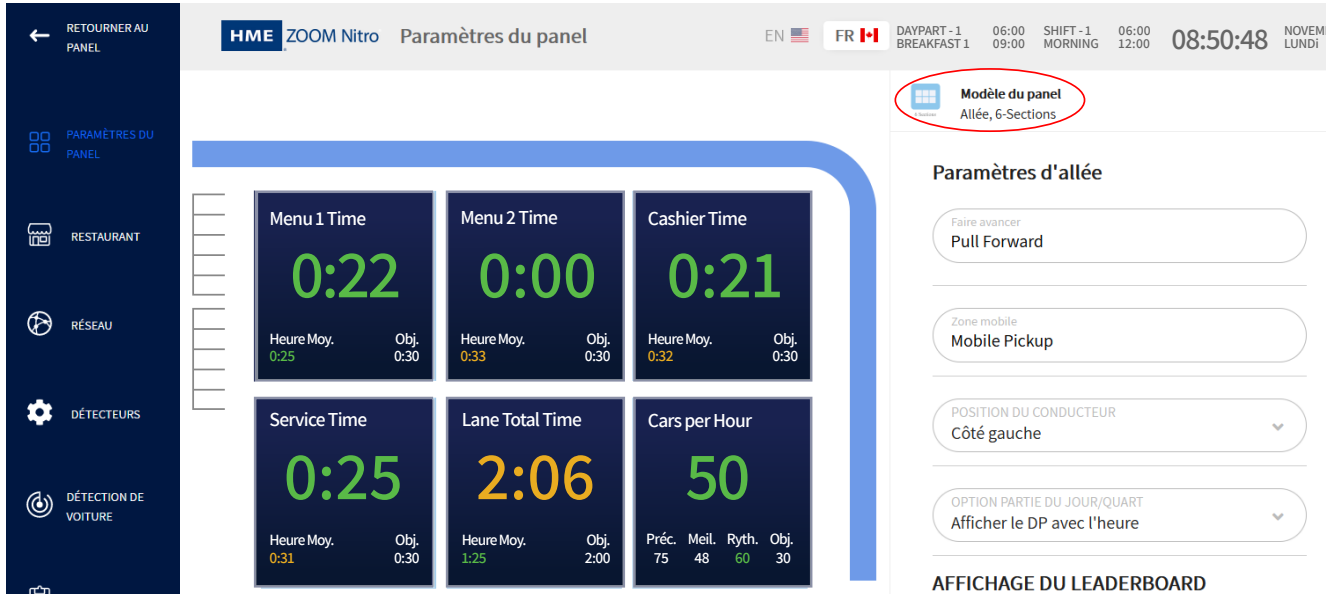 RETOURNER AU
PANEL
HME ZOOM Nitro Paramètres du panel
EN FR
DAYPART - 1 06:00 SHIFT - 1 06:00
BREAKFAST 1 09:00 MORNING 12:00
08:50:48
NOVEM
LUNDi
Modèle du panel
Allée, 6-Sections
PARAMÈTRES DU
PANEL
RESTAURANT
RÉSEAU
DÉTECTEURS
DÉTECTION DE
VOITURE
Menu 1 Time
0:22
Heure Moy. Obj.
0:25 0:30
Menu 2 Time
0:00
Heure Moy. Obj.
0:33 0:30
Cashier Time
0:21
Heure Moy. Obj.
0:32 0:30
Service Time
0:25
Heure Moy. Obj.
0:31 0:30
Lane Total Time
2:06
Heure Moy. Obj.
1:25 2:00
Cars per Hour
50
Préc. Meil. Ryth. Obj.
75 48 60 30
Paramètres d'allée
Faire avancer
Pull Forward
Zone mobile
Mobile Pickup
POSITION DU CONDUCTEUR
Côté gauche
OPTION PARTIE DU JOUR/QUART
Afficher le DP avec l'heure
AFFICHAGE DU LEADERBOARD